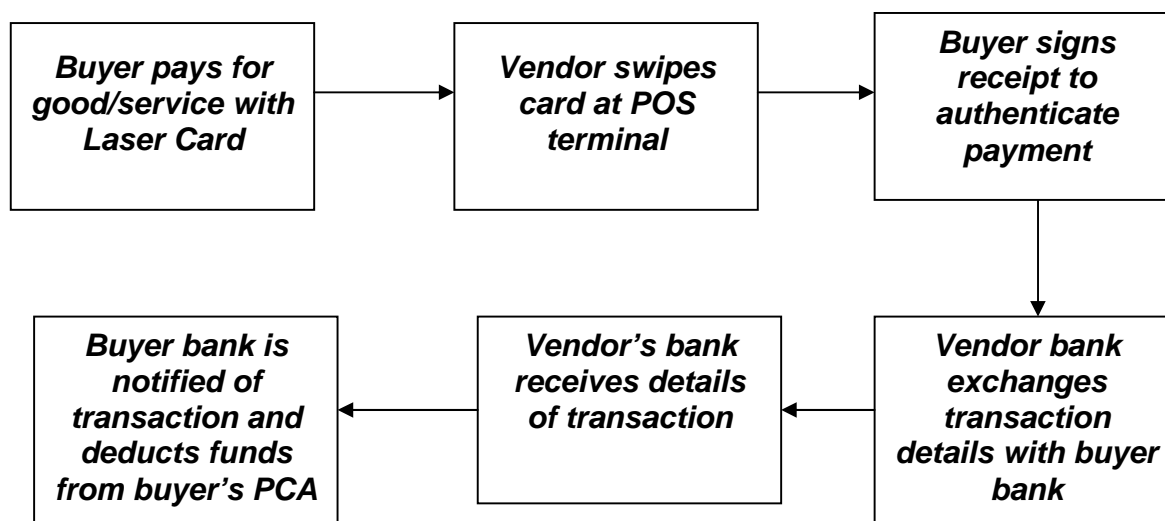 Buyer pays for
good/service with
Laser Card
Vendor swipes
card at POS
terminal
Buyer signs
receipt to
authenticate
payment
Vendor bank
exchanges
transaction
details with buyer
bank
Vendor’s bank
receives details
of transaction
Buyer bank is
notified of
transaction and
deducts funds
from buyer’s PCA